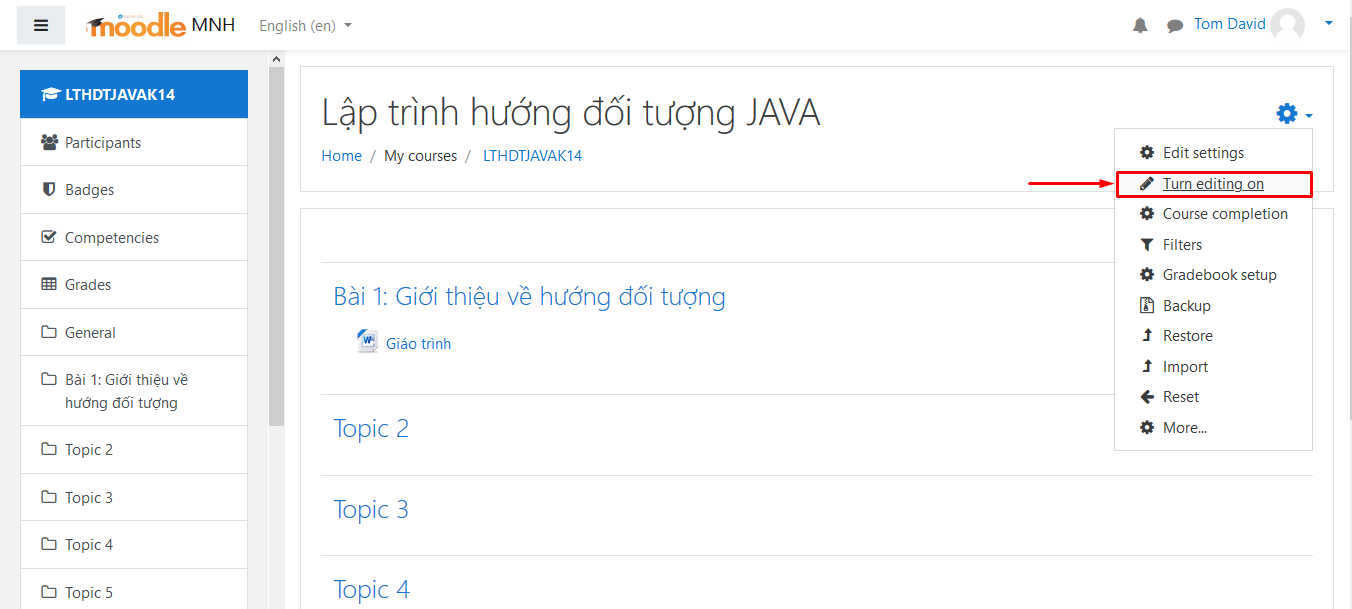 moodle MNH English (en) Tom David
LTHDTJAVAK14
Participants
Badges
Competencies
Grades
General
Bài 1: Giới thiệu về
hướng đối tượng
Topic 2
Topic 3
Topic 4
Topic 5
Lập trình hướng đối tượng JAVA
Home / My courses / LTHDTJAVAK14
Edit settings
Turn editing on
Course completion
Filters
Gradebook setup
Backup
Restore
Import
Reset
More...
Bài 1: Giới thiệu về hướng đối tượng
Giáo trình
Topic 2
Topic 3
Topic 4